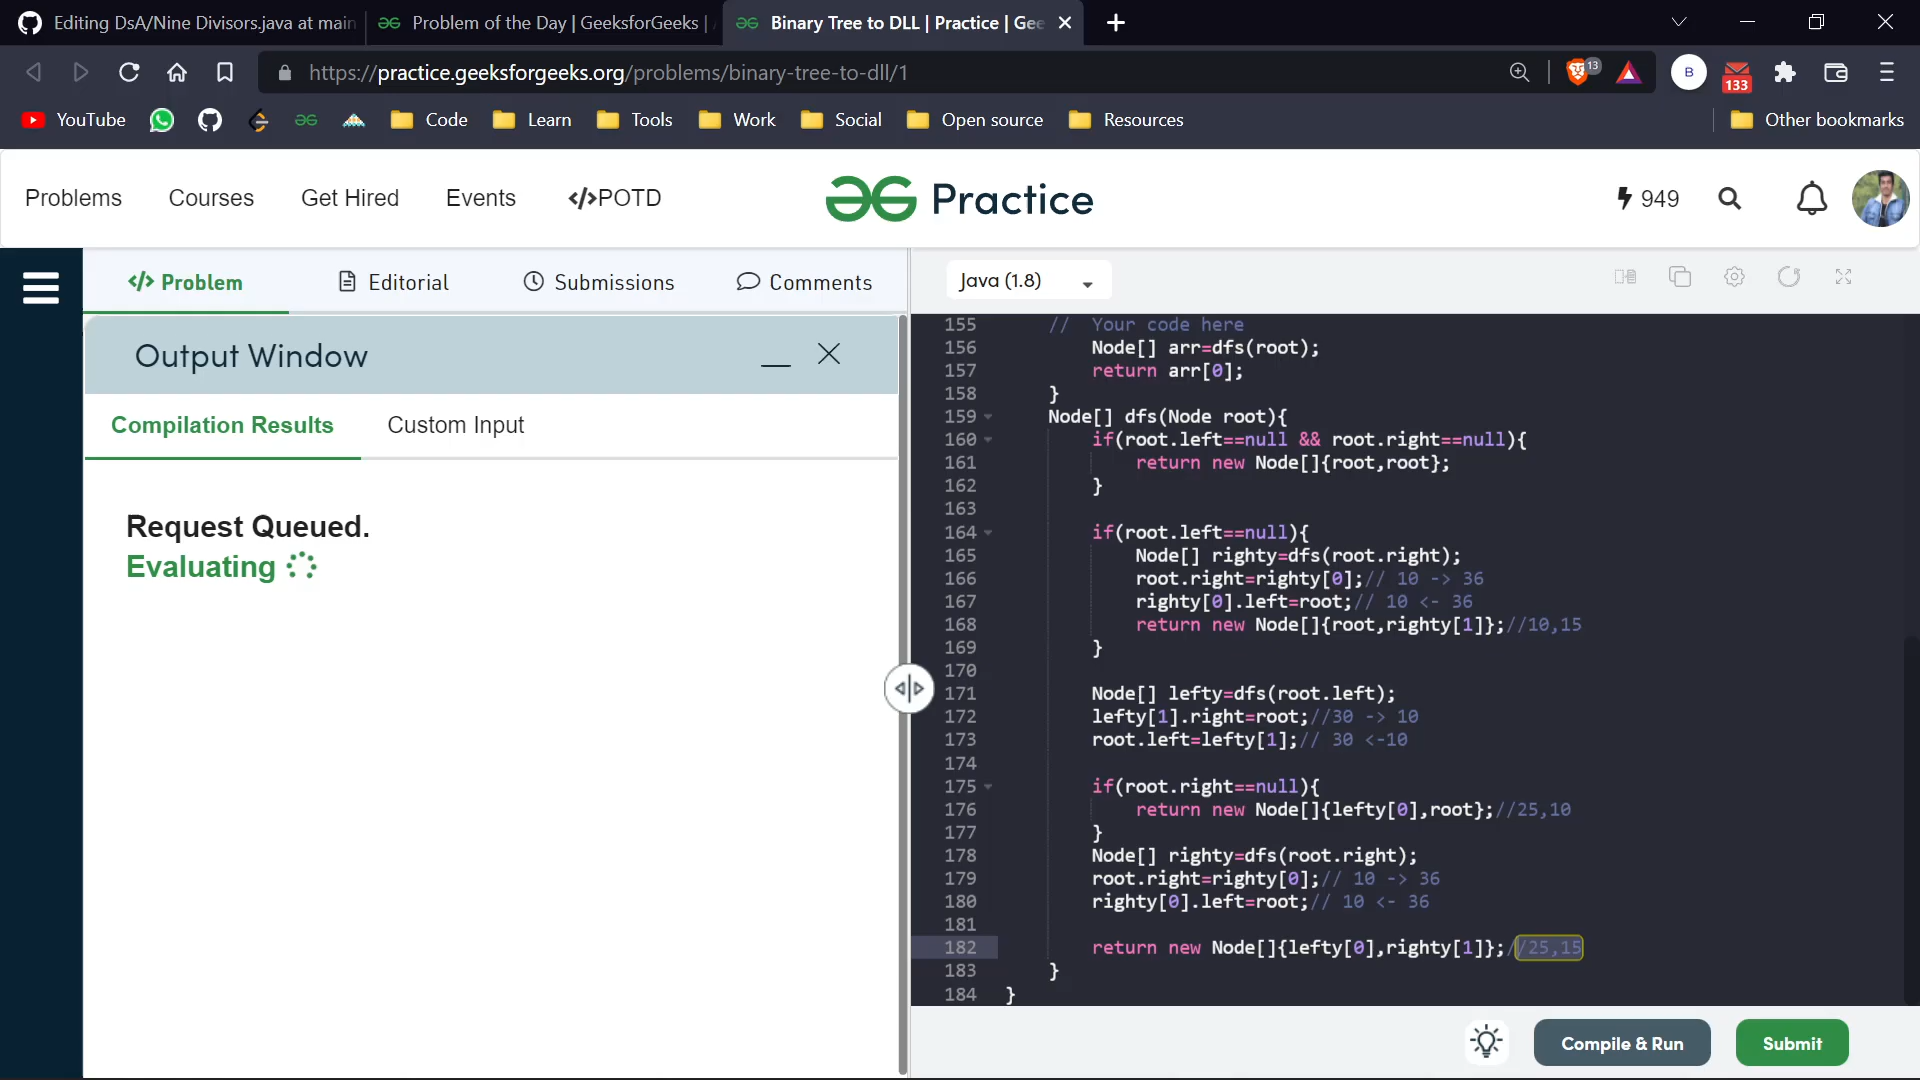 Editing DsA/Nine Divisors.java at main
Problem of the Day | GeeksforGeeks |
Binary Tree to DLL | Practice | Gee
https://practice.geeksforgeeks.org/problems/binary-tree-to-dll/1
13
B
133
YouTube
Code
Learn
Tools
Work
Social
Open source
Resources
Other bookmarks
Problems
Courses
Get Hired
Events
</>POTD
Practice
949
</> Problem
Editorial
Submissions
Comments
Java (1.8)
Output Window
Compilation Results
Custom Input
Request Queued.
Evaluating
155 // Your code here
156 Node[] arr=dfs(root);
157 return arr[0];
158 }
159 Node[] dfs(Node root){
160 if(root.left==null && root.right==null){
161 return new Node[]{root,root};
162 }
163
164 if(root.left==null){
165 Node[] righty=dfs(root.right);
166 root.right=righty[0];// 10 -> 36
167 righty[0].left=root;// 10 <- 36
168 return new Node[]{root,righty[1]};//10,15
169 }
170
171 Node[] lefty=dfs(root.left);
172 lefty[1].right=root;//30 -> 10
173 root.left=lefty[1];// 30 <-10
174
175 if(root.right==null){
176 return new Node[]{lefty[0],root};//25,10
177 }
178 Node[] righty=dfs(root.right);
179 root.right=righty[0];// 10 -> 36
180 righty[0].left=root;// 10 <- 36
181
182 return new Node[]{lefty[0],righty[1]};//25,15
183 }
184 }
Compile & Run
Submit